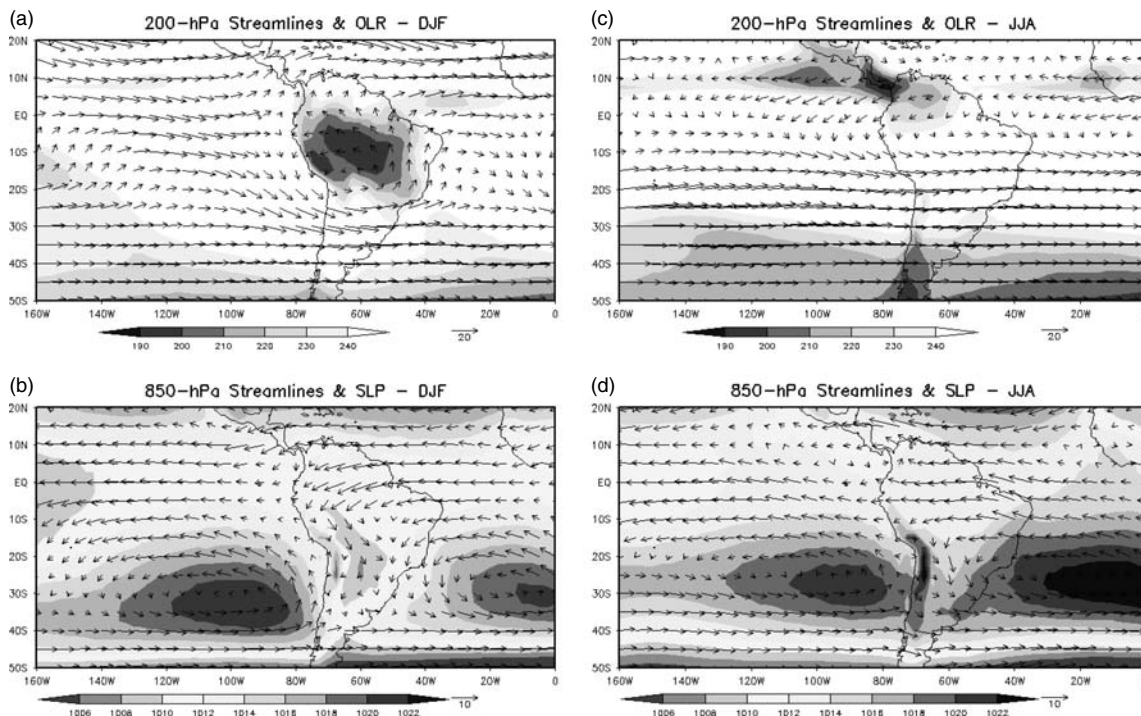 (a)
200-hPa Streamlines & OLR - DJF
20N
10N
EQ
10S
20S
30S
40S
50S
160W 140W 120W 100W 80W 60W 40W 20W 0
190 200 210 220 230 240
20
(c)
200-hPa Streamlines & OLR - JJA
20N
10N
EQ
10S
20S
30S
40S
50S
160W 140W 120W 100W 80W 60W 40W 20W
190 200 210 220 230 240
20
(b)
850-hPa Streamlines & SLP - DJF
20N
10N
EQ
10S
20S
30S
40S
50S
160W 140W 120W 100W 80W 60W 40W 20W 0
1006 1008 1010 1012 1014 1016 1018 1020 1022
10
(d)
850-hPa Streamlines & SLP - JJA
20N
10N
EQ
10S
20S
30S
40S
50S
160W 140W 120W 100W 80W 60W 40W 20W
1006 1008 1010 1012 1014 1016 1018 1020 1022
10